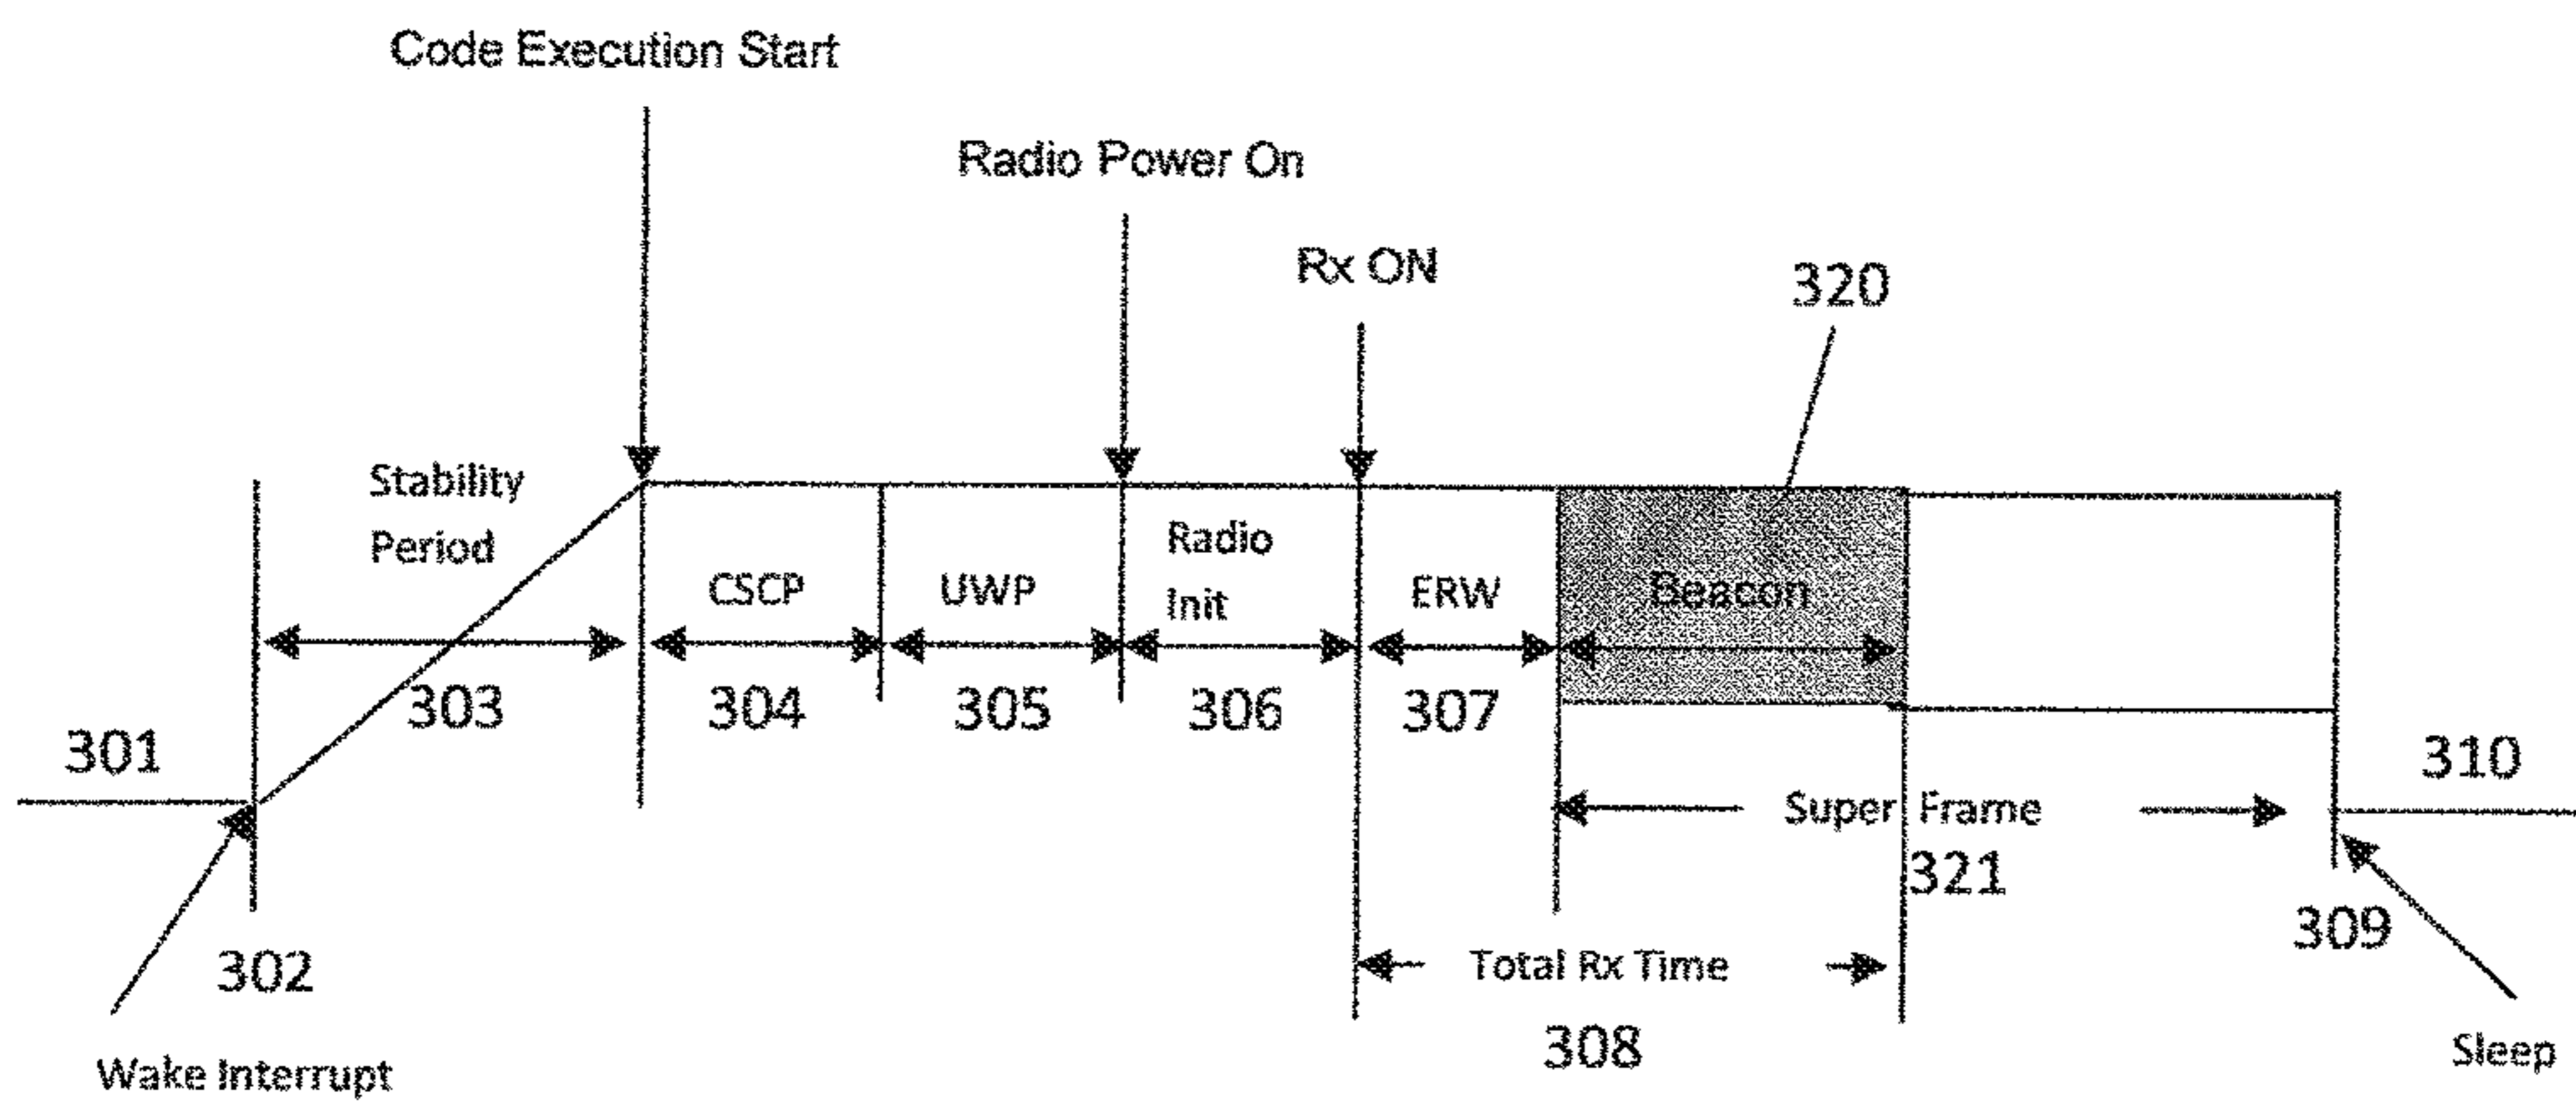 Code Execution Start
Radio Power On
Rx ON
320
Stability
Period
Radio
Init
CSCP
UWP
ERW
Beacon
303
304
305
306
307
301
310
Super Frame
321
309
302
Total Rx Time
308
Wake Interrupt
Sleep